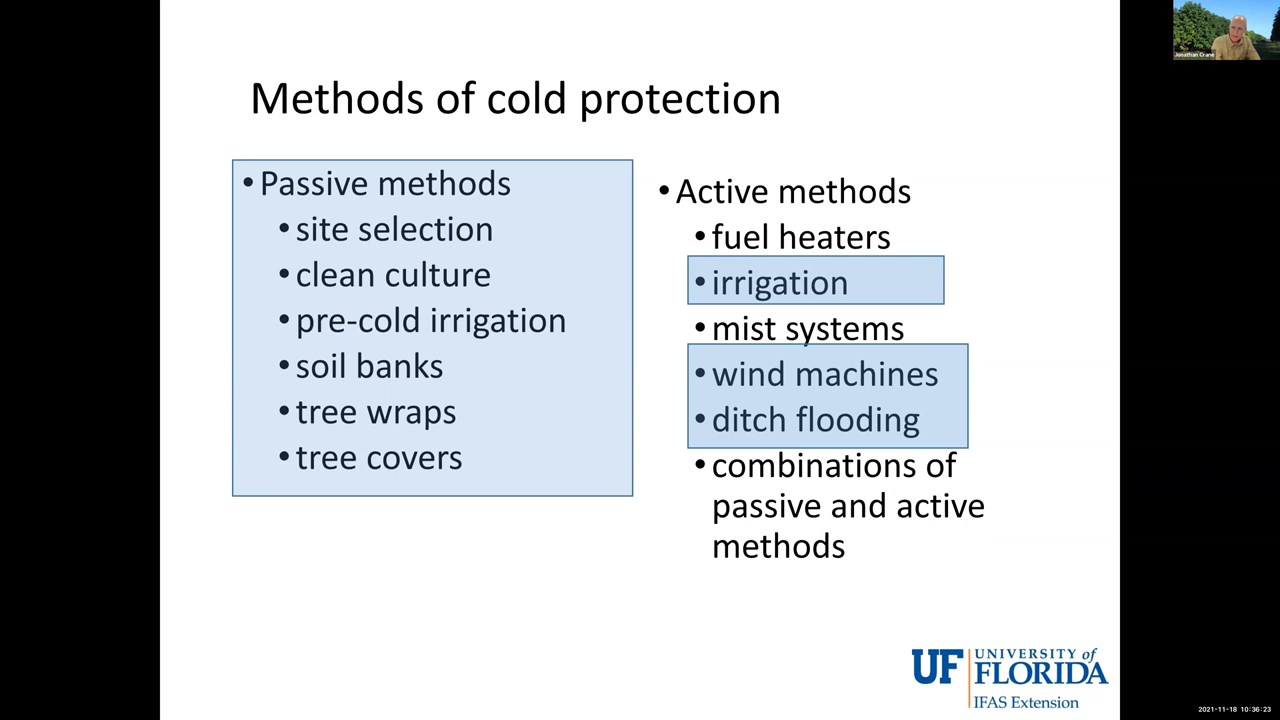 Methods of cold protection
• Passive methods
• site selection
• clean culture
• pre-cold irrigation
• soil banks
• tree wraps
• tree covers
• Active methods
• fuel heaters
• irrigation
• mist systems
• wind machines
• ditch flooding
• combinations of
passive and active
methods
Jonathan Crane
UF UNIVERSITY of
FLORIDA
IFAS Extension
2021-11-18 10:36:23